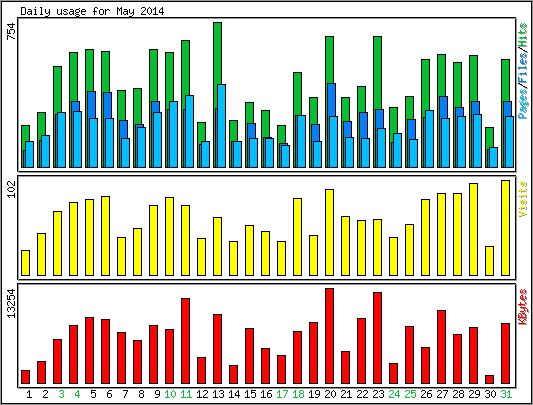 Daily usage for May 2014
754
Pages/Files/Hits
102
Visits
13254
KBytes
1 2 3 4 5 6 7 8 9 10 11 12 13 14 15 16 17 18 19 20 21 22 23 24 25 26 27 28 29 30 31